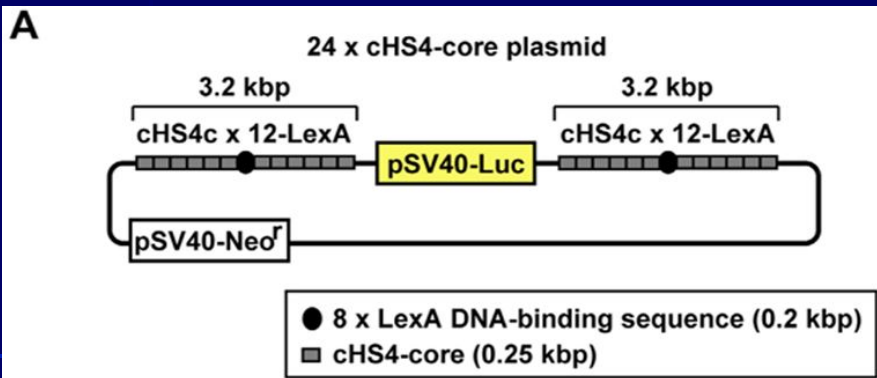 A
24 x cHS4-core plasmid
3.2 kbp 3.2 kbp
cHS4c x 12-LexA cHS4c x 12-LexA
pSV40-Luc
pSV40-Neoʳ
8 x LexA DNA-binding sequence (0.2 kbp)
cHS4-core (0.25 kbp)